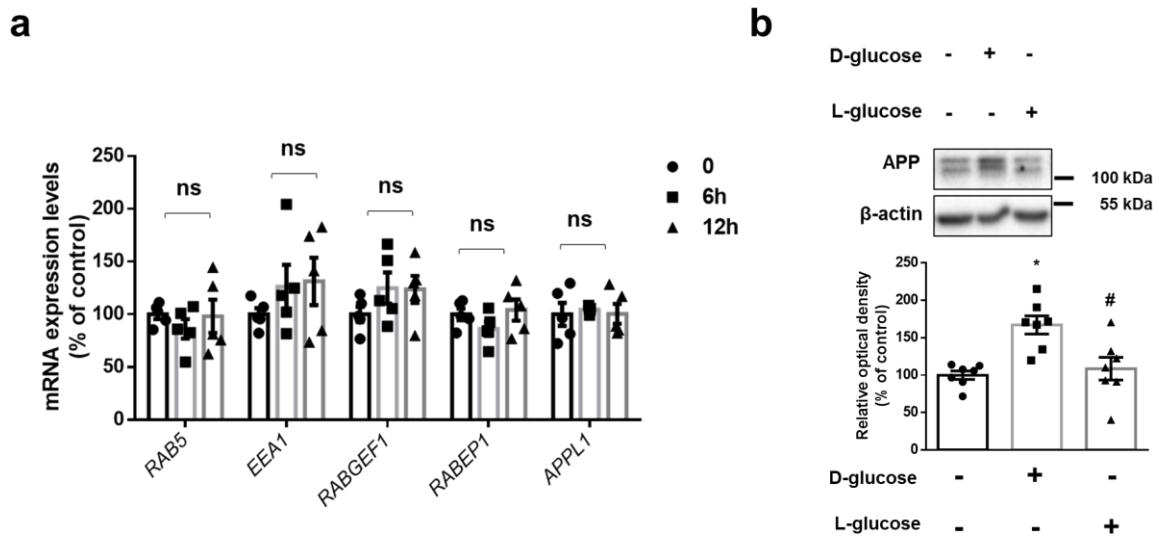 a
mRNA expression levels
(% of control)
250
200
150
100
50
0
ns
ns
ns
ns
ns
RAB5
EEA1
RABGEF1
RABEP1
APPL1
0
6h
12h
b
D-glucose - + -
L-glucose - - +
APP
100 kDa
55 kDa
β-actin
Relative optical density
(% of control)
250
200
150
100
50
0
*
#
D-glucose - + -
L-glucose - - +